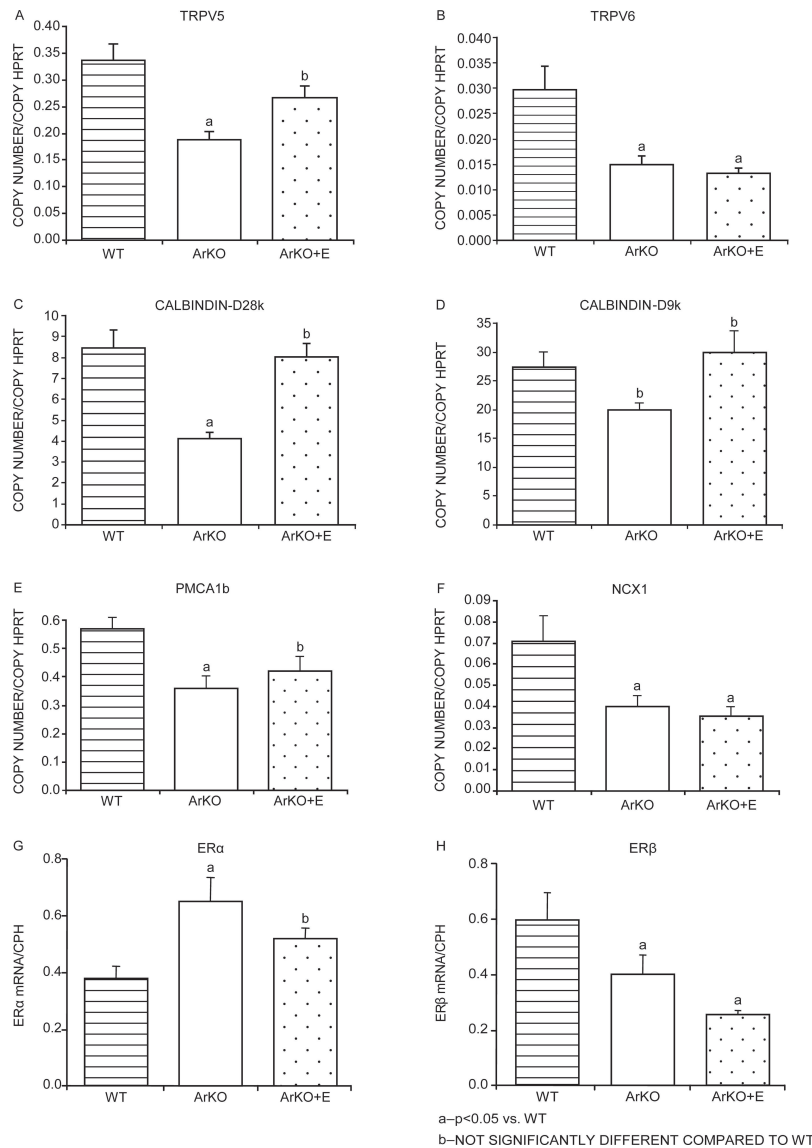 A
TRPV5
COPY NUMBER/COPY HPRT
0.40
0.35
0.30
0.25
0.20
0.15
0.10
0.05
0.00
a
b
WT
ArKO
ArKO+E
B
TRPV6
COPY NUMBER/COPY HPRT
0.040
0.035
0.030
0.025
0.020
0.015
0.010
0.005
0.000
a
a
WT
ArKO
ArKO+E
C
CALBINDIN-D28k
COPY NUMBER/COPY HPRT
10
9
8
7
6
5
4
3
2
1
0
a
b
WT
ArKO
ArKO+E
D
CALBINDIN-D9k
COPY NUMBER/COPY HPRT
35
30
25
20
15
10
5
0
b
b
WT
ArKO
ArKO+E
E
PMCA1b
COPY NUMBER/COPY HPRT
0.6
0.5
0.4
0.3
0.2
0.1
0.0
a
b
WT
ArKO
ArKO+E
F
NCX1
COPY NUMBER/COPY HPRT
0.09
0.08
0.07
0.06
0.05
0.04
0.03
0.02
0.01
0.00
a
a
WT
ArKO
ArKO+E
G
ERα
ERα mRNA/CPH
0.8
0.6
0.4
0.2
0.0
a
b
WT
ArKO
ArKO+E
H
ERβ
ERβ mRNA/CPH
0.8
0.6
0.4
0.2
0.0
a
a
WT
ArKO
ArKO+E
a–p<0.05 vs. WT
b–NOT SIGNIFICANTLY DIFFERENT COMPARED TO WT